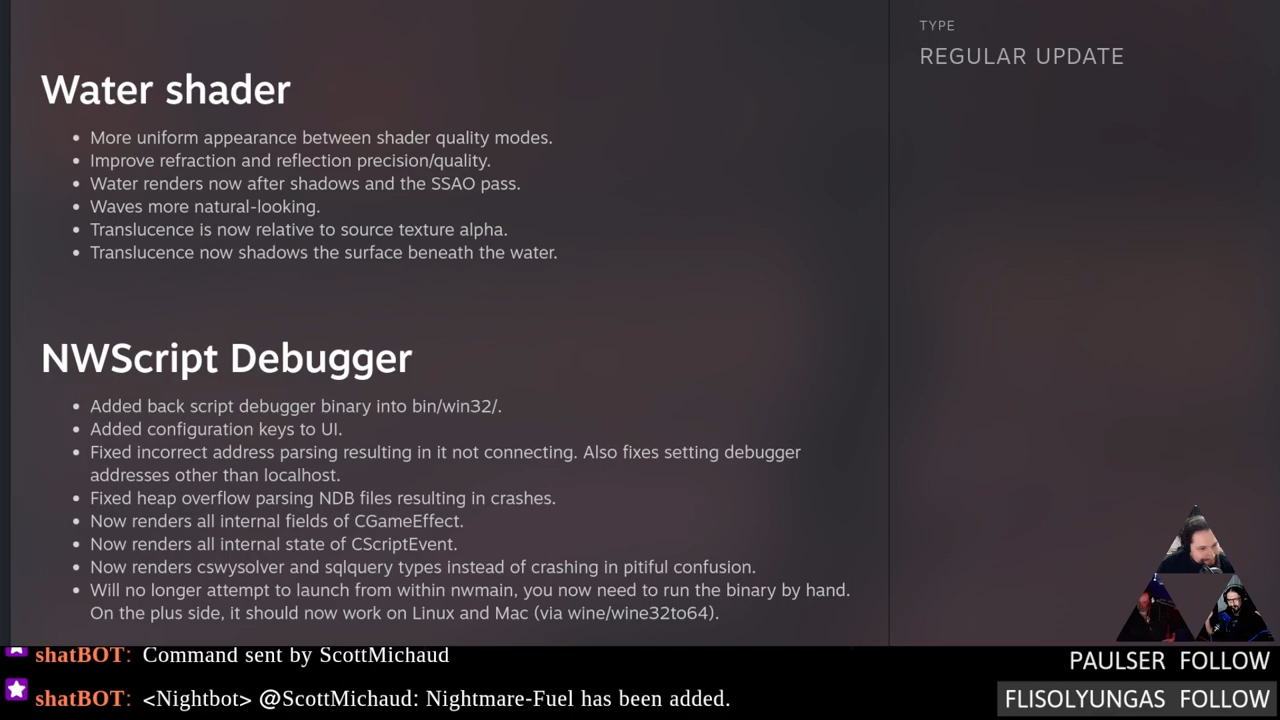 TYPE
REGULAR UPDATE
Water shader
• More uniform appearance between shader quality modes.
• Improve refraction and reflection precision/quality.
• Water renders now after shadows and the SSAO pass.
• Waves more natural-looking.
• Translucence is now relative to source texture alpha.
• Translucence now shadows the surface beneath the water.
NWScript Debugger
• Added back script debugger binary into bin/win32/.
• Added configuration keys to UI.
• Fixed incorrect address parsing resulting in it not connecting. Also fixes setting debugger
addresses other than localhost.
• Fixed heap overflow parsing NDB files resulting in crashes.
• Now renders all internal fields of CGameEffect.
• Now renders all internal state of CScriptEvent.
• Now renders cswysolver and sqlquery types instead of crashing in pitiful confusion.
• Will no longer attempt to launch from within nwmain, you now need to run the binary by hand.
On the plus side, it should now work on Linux and Mac (via wine/wine32to64).
shatBOT: Command sent by ScottMichaud
shatBOT: <Nightbot> @ScottMichaud: Nightmare-Fuel has been added.
PAULSER FOLLOW
FLISOLYUNGAS FOLLOW